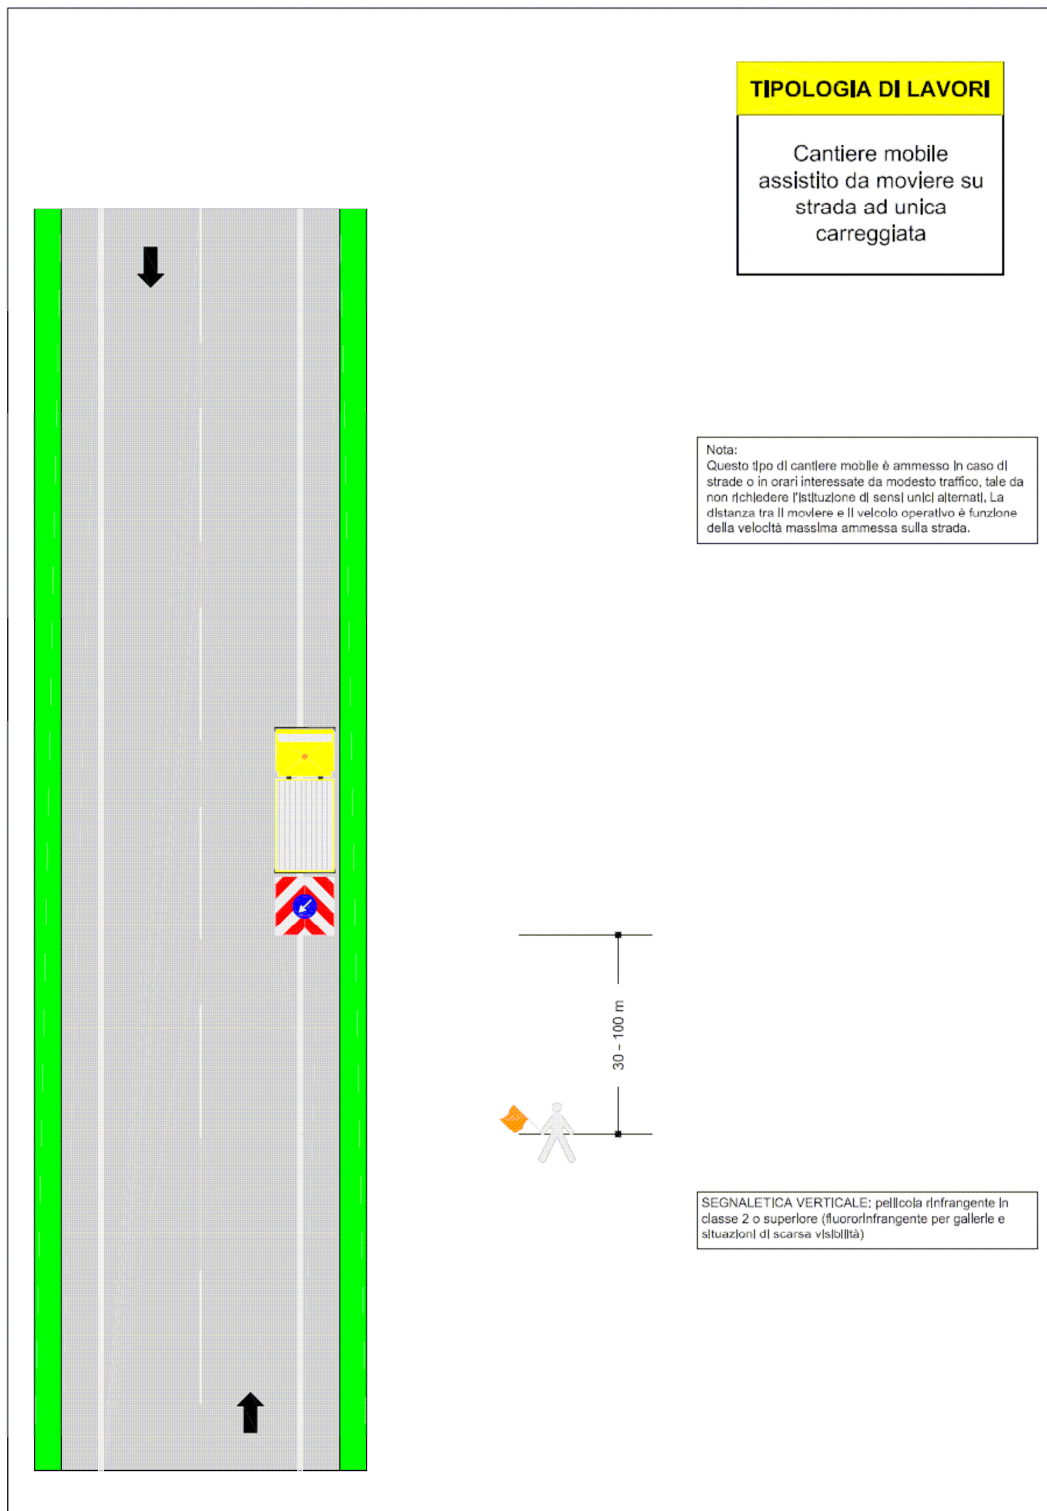 TIPOLOGIA DI LAVORI
Cantiere mobile
assistito da moviere su
strada ad unica
carreggiata
Nota:
Questo tipo di cantiere mobile è ammesso in caso di
strade o in orari interessate da modesto traffico, tale da
non richiedere l'istituzione di sensi unici alternati. La
distanza tra il moviere e il veicolo operativo è funzione
della velocità massima ammessa sulla strada.
30 - 100 m
SEGNALETICA VERTICALE: pellicola rinfrangente in
classe 2 o superiore (fluororinfrangente per gallerie e
situazioni di scarsa visibilità)